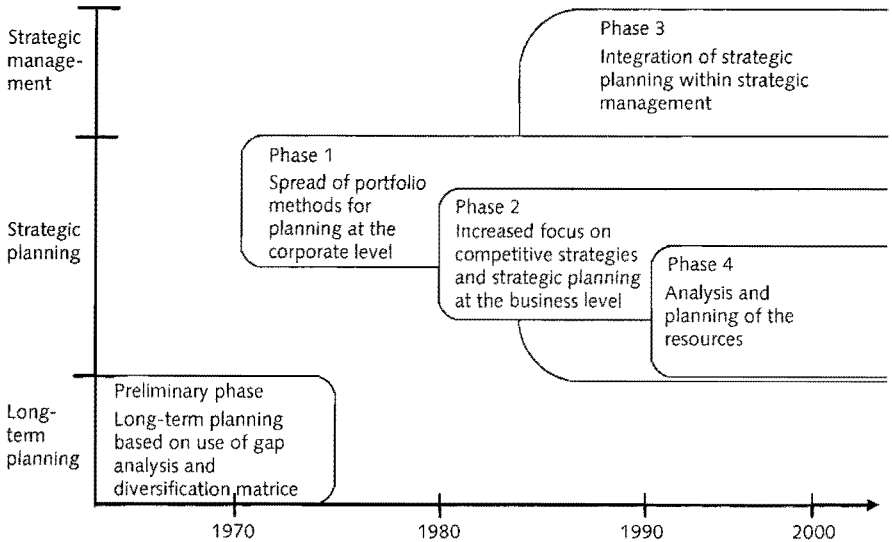 Strategic
manage-
ment
Phase 3
Integration of strategic
planning within strategic
management
Strategic
planning
Phase 1
Spread of portfolio
methods for
planning at the
corporate level
Phase 2
Increased focus on
competitive strategies
and strategic planning
at the business level
Phase 4
Analysis and
planning of the
resources
Long-
term
planning
Preliminary phase
Long-term planning
based on use of gap
analysis and
diversification matrice
1970
1980
1990
2000